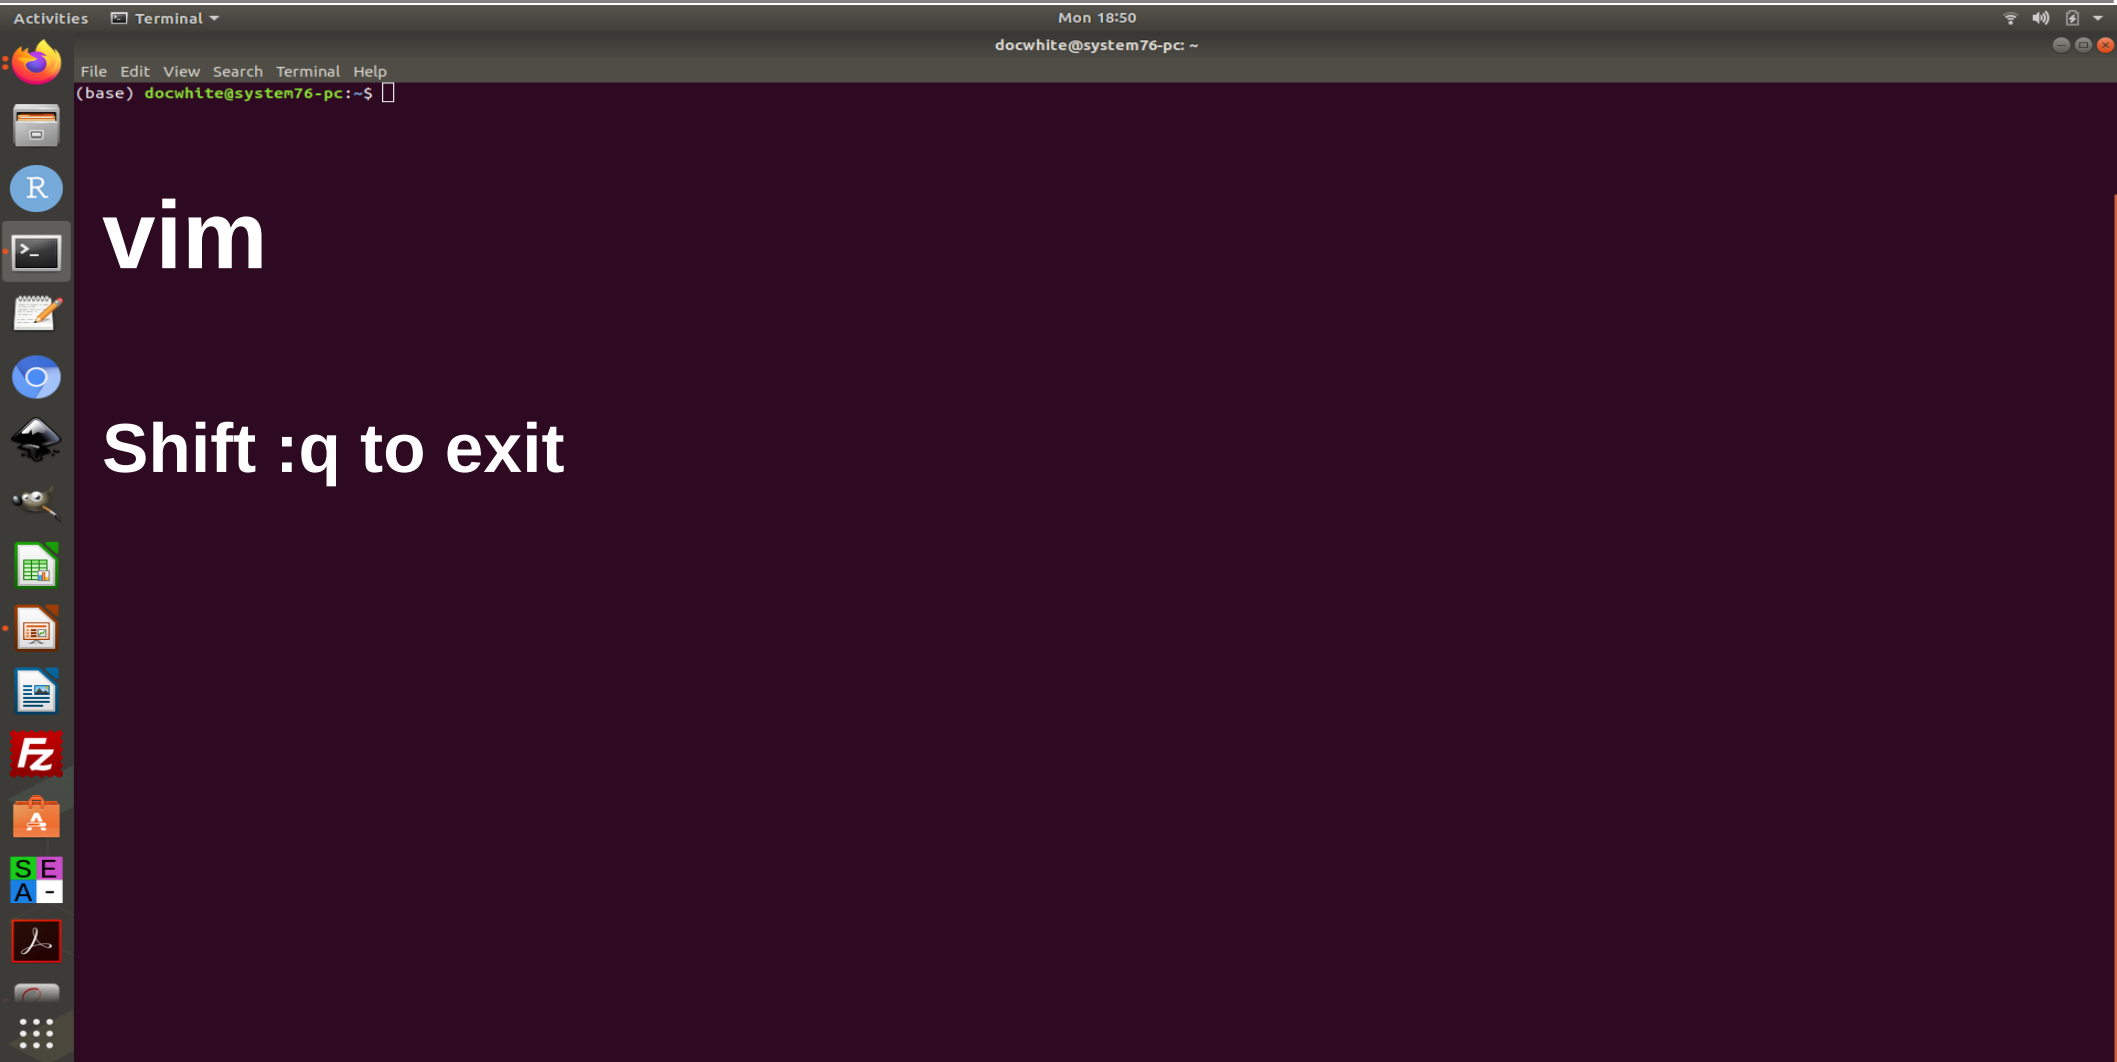 Activities Terminal Mon 18:50
docwhite@system76-pc: ~
File Edit View Search Terminal Help
(base) docwhite@system76-pc:~$
R
vim
>_
Shift :q to exit
Fz
A
S E
A -